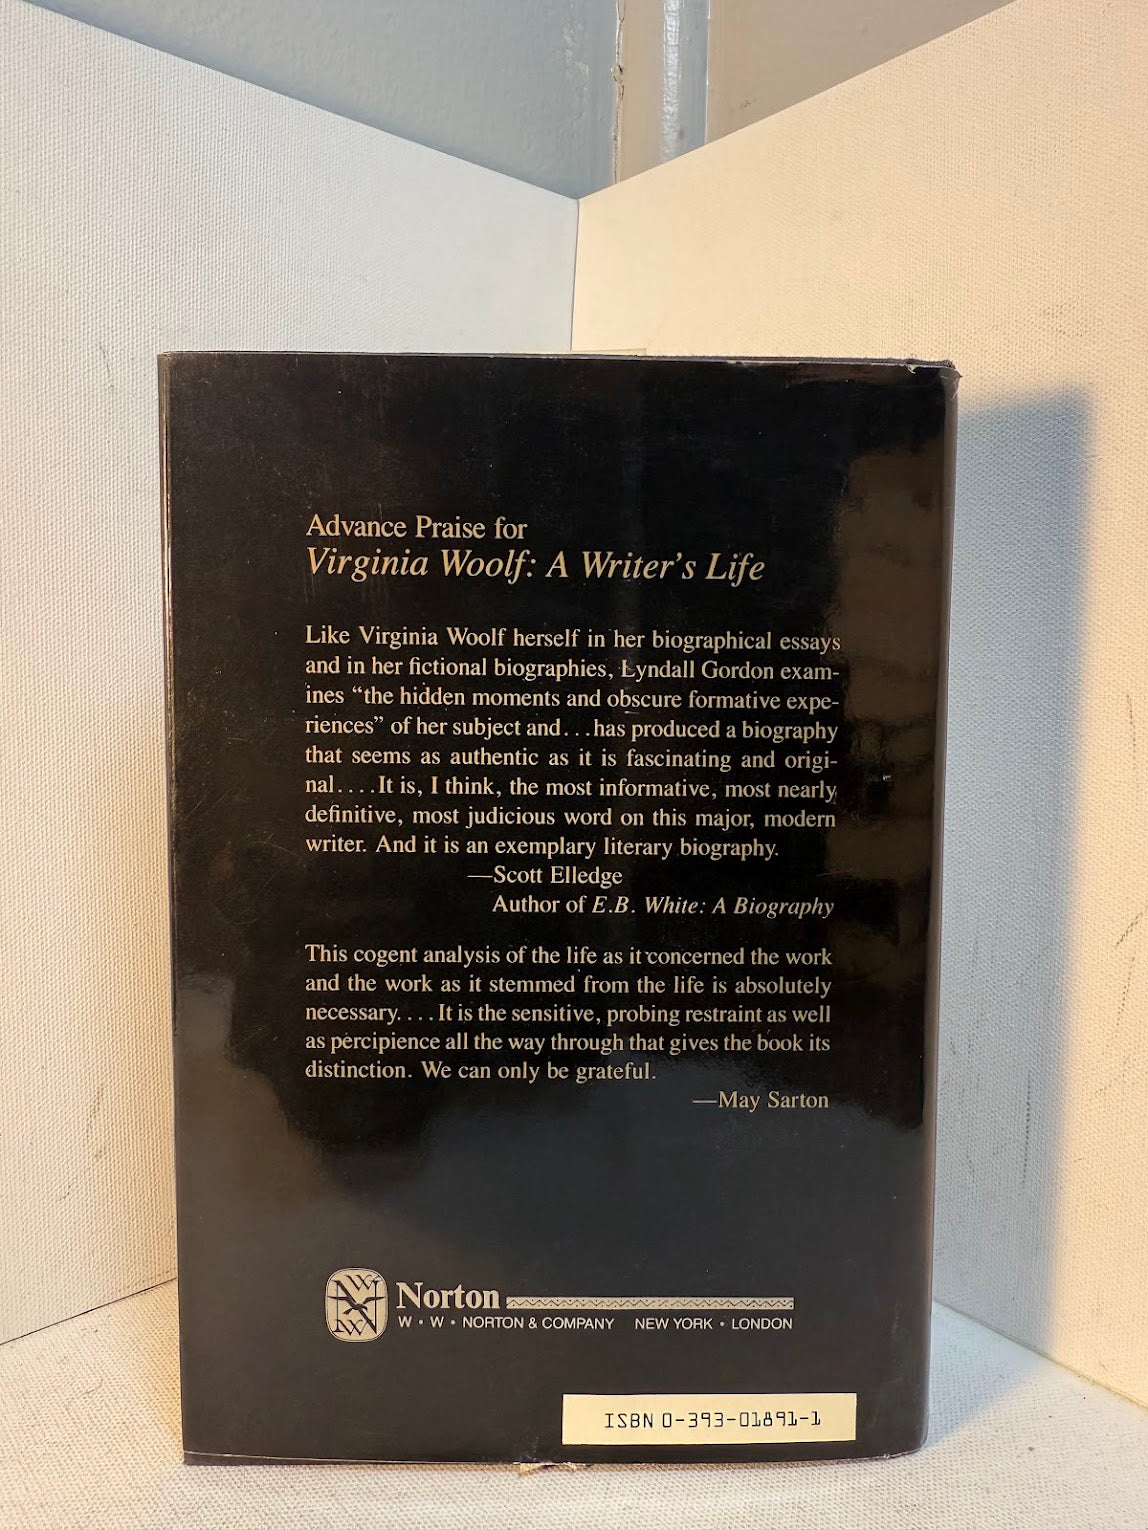 Advance Praise for
Virginia Woolf: A Writer's Life
Like Virginia Woolf herself in her biographical essays
and in her fictional biographies, Lyndall Gordon exam-
ines “the hidden moments and obscure formative expe-
riences” of her subject and...has produced a biography
that seems as authentic as it is fascinating and origi-
nal....It is, I think, the most informative, most nearly
definitive, most judicious word on this major, modern
writer. And it is an exemplary literary biography.
—Scott Elledge
Author of E.B. White: A Biography
This cogent analysis of the life as it concerned the work
and the work as it stemmed from the life is absolutely
necessary....It is the sensitive, probing restraint as well
as percipience all the way through that gives the book its
distinction. We can only be grateful.
—May Sarton
Norton
W • W • NORTON & COMPANY NEW YORK • LONDON
ISBN 0-393-01891-1